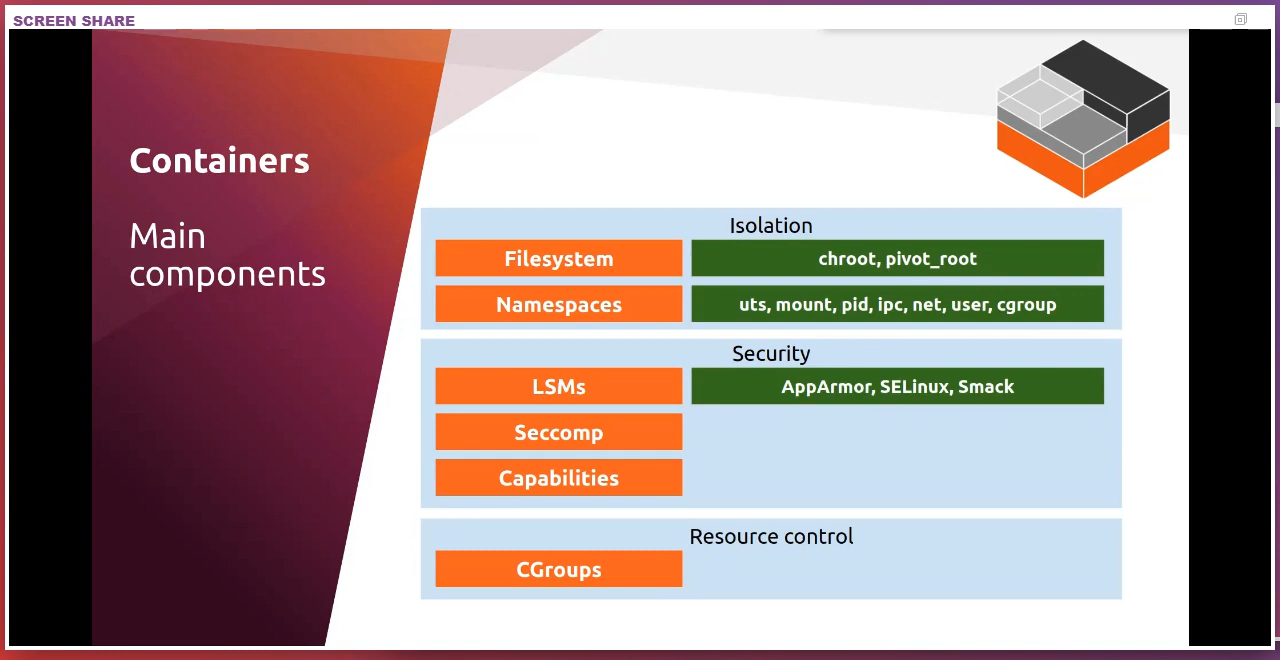 SCREEN SHARE
Containers
Main
components
Isolation
Filesystem
chroot, pivot_root
Namespaces
uts, mount, pid, ipc, net, user, cgroup
Security
LSMs
AppArmor, SELinux, Smack
Seccomp
Capabilities
Resource control
CGroups